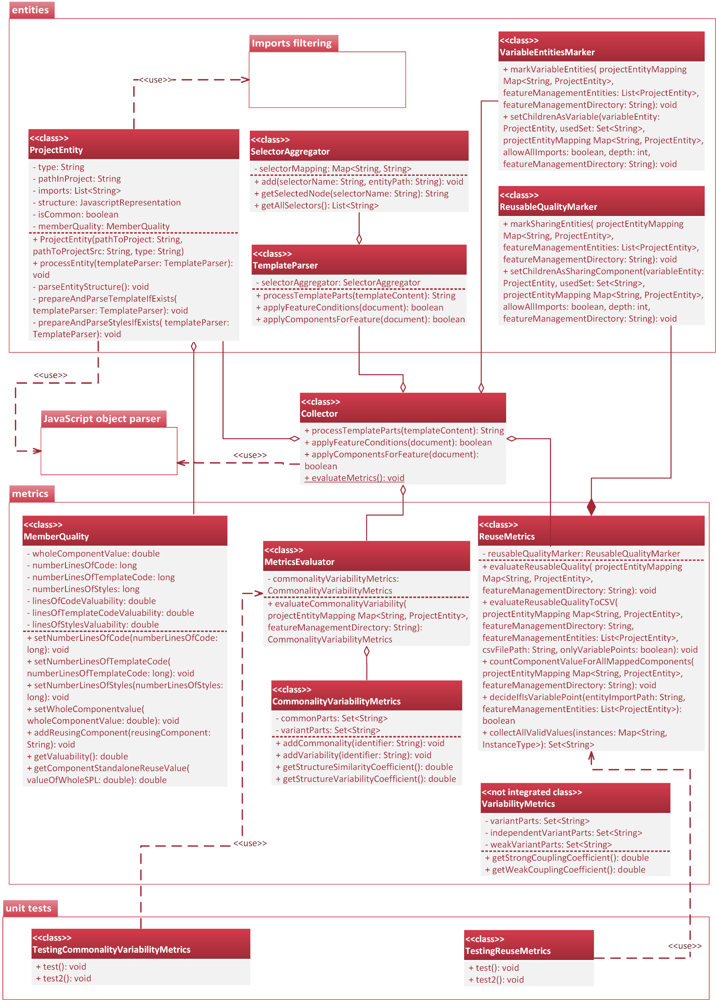 entities
Imports filtering
<<use>>
<<class>>
VariableEntitiesMarker
+ markVariableEntities( projectEntityMapping
Map<String, ProjectEntity>,
featureManagementEntities: List<ProjectEntity>,
featureManagementDirectory: String): void
+ setChildrenAsVariable(variableEntity:
ProjectEntity, usedSet: Set<String>,
projectEntityMapping Map<String, ProjectEntity>,
allowAllImports: boolean, depth: int,
featureManagementDirectory: String): void
<<class>>
ProjectEntity
- type: String
- pathInProject: String
- imports: List<String>
- structure: JavascriptRepresentation
- isCommon: boolean
- memberQuality: MemberQuality
+ ProjectEntity(pathToProject: String,
pathToProjectSrc: String, type: String)
+ processEntity(templateParser: TemplateParser):
void
- parseEntityStructure(): void
- prepareAndParseTemplateIfExists(
templateParser: TemplateParser): void
- prepareAndParseStylesIfExists( templateParser:
TemplateParser): void
<<class>>
SelectorAggregator
- selectorMapping: Map<String, String>
+ add(selectorName: String, entityPath: String): void
+ getSelectedNode(selectorName: String): String
+ getAllSelectors(): List<String>
<<class>>
TemplateParser
- selectorAggregator: SelectorAggregator
+ processTemplateParts(templateContent): String
+ applyFeatureConditions(document): boolean
+ applyComponentsForFeature(document): boolean
<<class>>
ReusableQualityMarker
+ markSharingEntities( projectEntityMapping
Map<String, ProjectEntity>,
featureManagementEntities: List<ProjectEntity>,
featureManagementDirectory: String): void
+ setChildrenAsSharingComponent(variableEntity:
ProjectEntity, usedSet: Set<String>,
projectEntityMapping Map<String, ProjectEntity>,
allowAllImports: boolean, depth: int,
featureManagementDirectory: String): void
<<use>>
JavaScript object parser
<<use>>
<<class>>
Collector
+ processTemplateParts(templateContent): String
+ applyFeatureConditions(document): boolean
+ applyComponentsForFeature(document):
boolean
+ evaluateMetrics(): void
metrics
<<class>>
MemberQuality
- wholeComponentValue: double
- numberLinesOfCode: long
- numberLinesOfTemplateCode: long
- numberLinesOfStyles: long
- linesOfCodeValuability: double
- linesOfTemplateCodeValuability: double
- linesOfStylesValuability: double
+ setNumberLinesOfCode(numberLinesOfCode:
long): void
+ setNumberLinesOfTemplateCode(
numberLinesOfTemplateCode: long): void
+ setNumberLinesOfStyles(numberLinesOfStyles:
long): void
+ setWholeComponentvalue(
wholeComponentValue: double): void
+ addReusingComponent(reusingComponent:
String): void
+ getValuability(): double
+ getComponentStandaloneReuseValue(
valueOfWholeSPL: double): double
<<class>>
MetricsEvaluator
- commonalityVariabilityMetrics:
CommonalityVariabilityMetrics
+ evaluateCommonalityVariability(
projectEntityMapping Map<String, ProjectEntity>,
featureManagementDirectory: String):
CommonalityVariabilityMetrics
<<class>>
CommonalityVariabilityMetrics
- commonParts: Set<String>
- variantParts: Set<String>
+ addCommonality(identifier: String): void
+ addVariability(identifier: String): void
+ getStructureSimilarityCoefficient(): double
+ getStructureVariabilityCoefficient(): double
<<class>>
ReuseMetrics
- reusableQualityMarker: ReusableQualityMarker
+ evaluateReusableQuality( projectEntityMapping
Map<String, ProjectEntity>,
featureManagementDirectory: String): void
+ evaluateReusableQualityToCSV(
projectEntityMapping Map<String, ProjectEntity>,
featureManagementDirectory: String,
featureManagementEntities: List<ProjectEntity>,
csvFilePath: String, onlyVariablePoints: boolean): void
+ countComponentValueForAllMappedComponents(
projectEntityMapping Map<String, ProjectEntity>,
featureManagementDirectory: String): void
+ decideIfIsVariablePoint(entityImportPath: String,
featureManagementEntities: List<ProjectEntity>):
boolean
+ collectAllValidValues(instances: Map<String,
InstanceType>): Set<String>
<<not integrated class>>
VariabilityMetrics
- variantParts: Set<String>
- independentVariantParts: Set<String>
- weakVariantParts: Set<String>
+ getStrongCouplingCoefficient(): double
+ getWeakCouplingCoefficient(): double
<<use>>
unit tests
<<class>>
TestingCommonalityVariabilityMetrics
+ test(): void
+ test2(): void
<<class>>
TestingReuseMetrics
+ test(): void
+ test2(): void
<<use>>